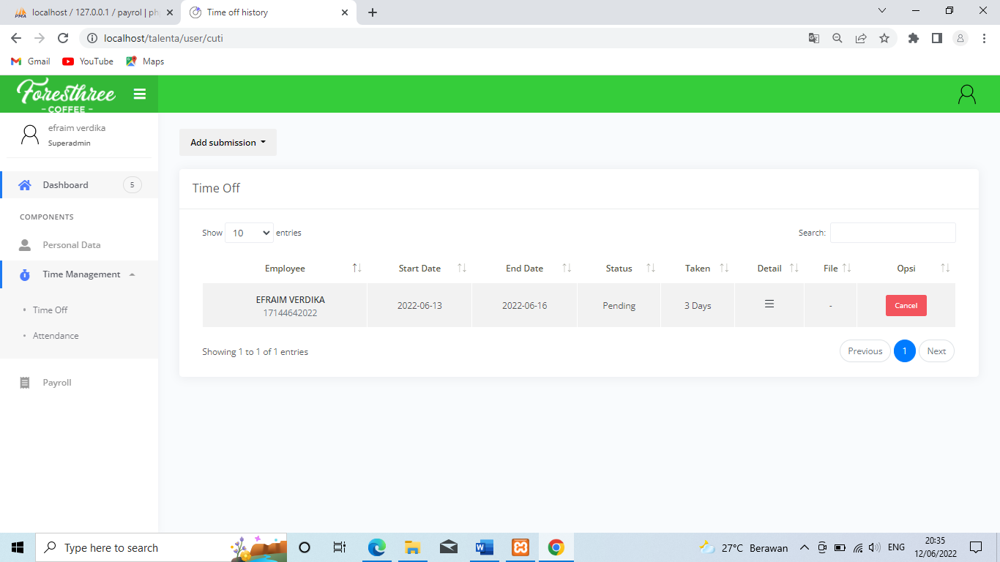 localhost / 127.0.0.1 / payrol | ph
Time off history
localhost/talenta/user/cuti
Gmail
YouTube
Maps
Foresthree
- COFFEE -
efraim verdika
Superadmin
Dashboard 5
COMPONENTS
Personal Data
Time Management
Time Off
Attendance
Payroll
Add submission
Time Off
Show 10 entries
Search:
Employee Start Date End Date Status Taken Detail File Opsi
EFRAIM VERDIKA
17144642022 2022-06-13 2022-06-16 Pending 3 Days - Cancel
Showing 1 to 1 of 1 entries
Previous 1 Next
Type here to search
27°C Berawan
ENG
20:35
12/06/2022